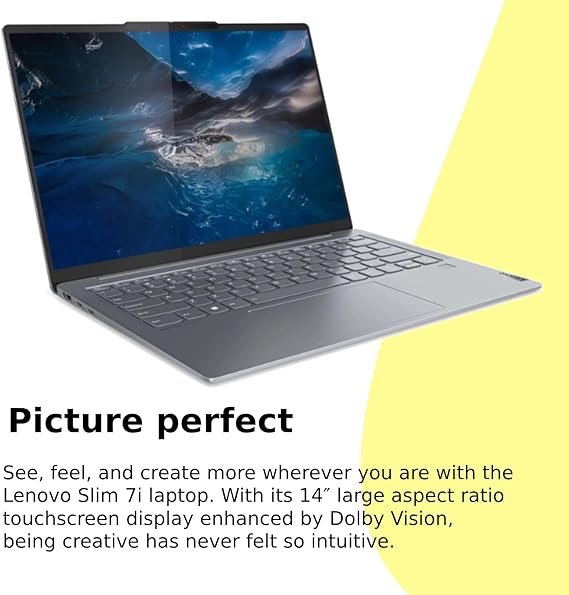 Picture perfect
See, feel, and create more wherever you are with the
Lenovo Slim 7i laptop. With its 14″ large aspect ratio
touchscreen display enhanced by Dolby Vision,
being creative has never felt so intuitive.